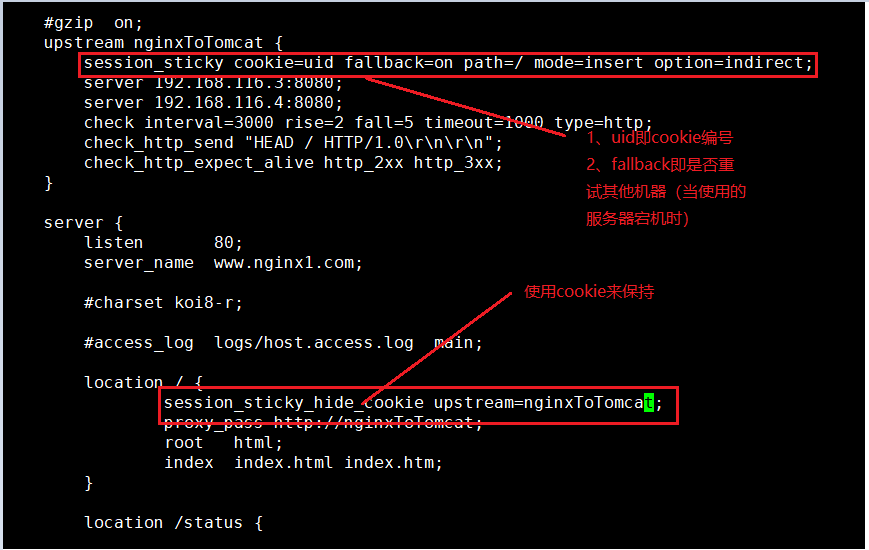 #gzip  on;
upstream nginxToTomcat {
session_sticky cookie=uid fallback=on path=/ mode=insert option=indirect;
server 192.168.116.3:8080;
server 192.168.116.4:8080;
check interval=3000 rise=2 fall=5 timeout=1000 type=http;
check_http_send "HEAD / HTTP/1.0\r\n\r\n";
check_http_expect_alive http_2xx http_3xx;
}
1、uid即cookie编号
2、fallback即是否重
试其他机器（当使用的
服务器宕机时）
server {
listen       80;
server_name  www.nginx1.com;
#charset koi8-r;
使用cookie来保持
#access_log  logs/host.access.log  main;
location / {
session_sticky_hide_cookie upstream=nginxToTomcat;
proxy_pass http://nginxToTomcat;
root   html;
index  index.html index.htm;
}
location /status {